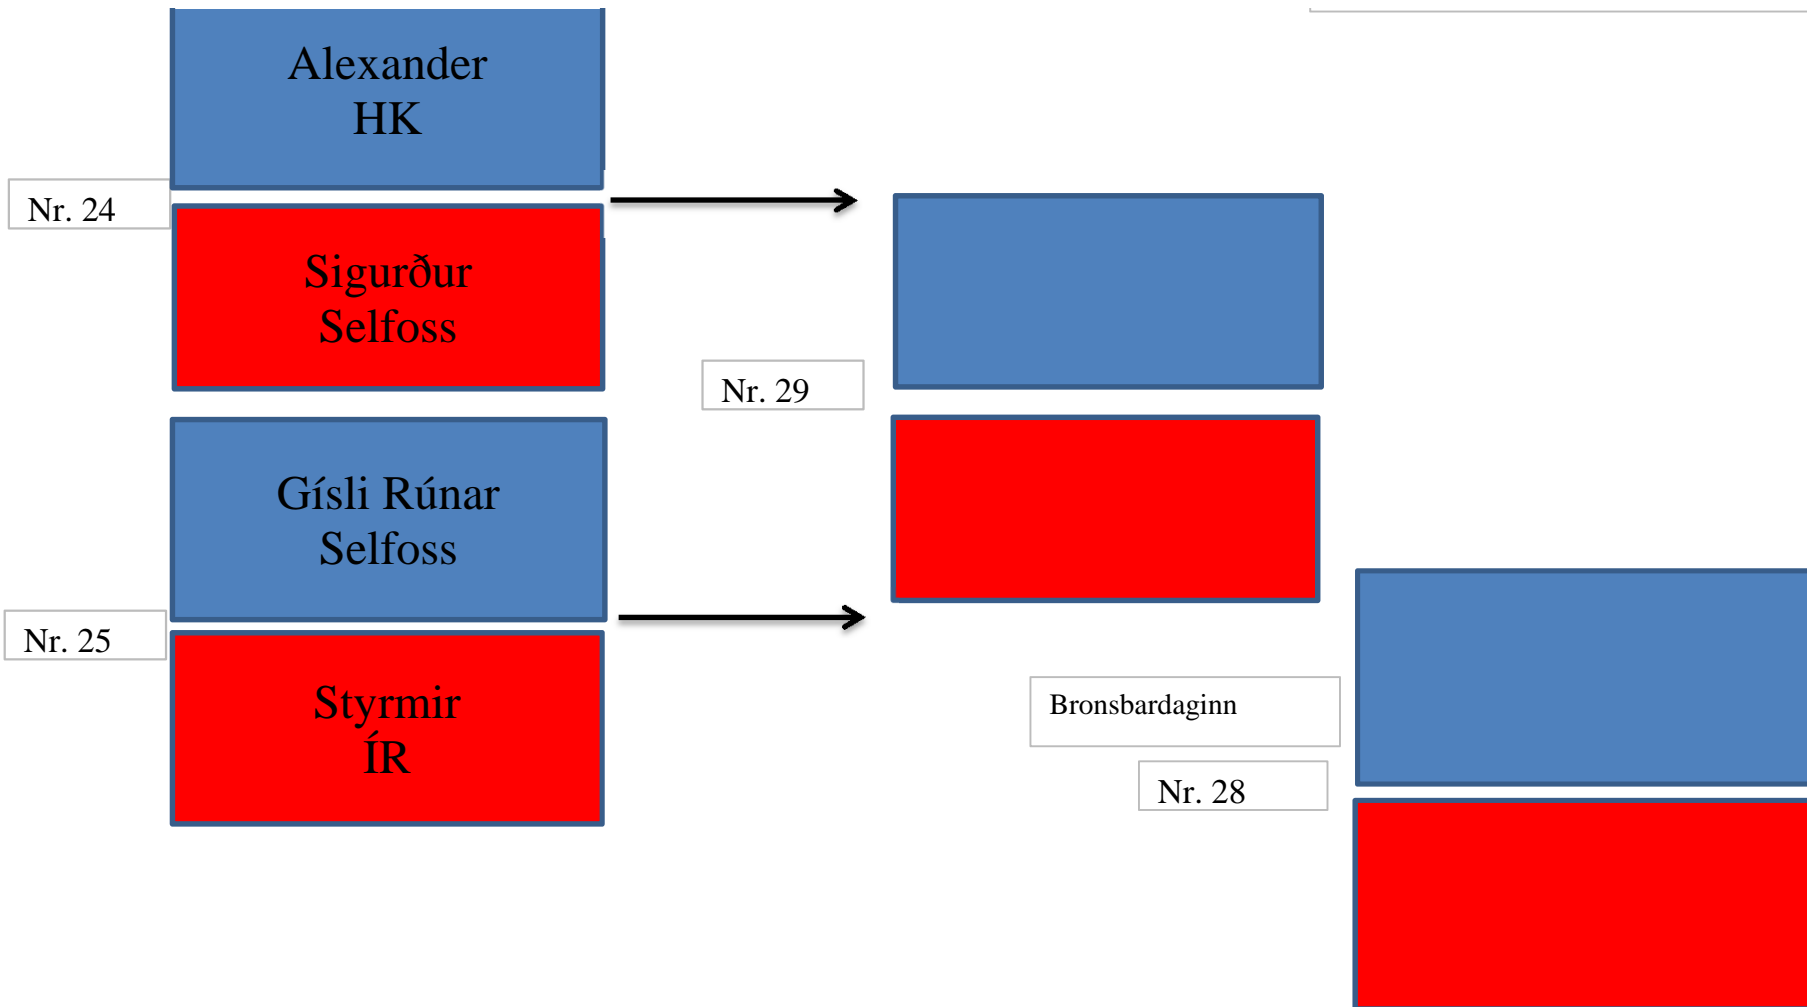 Alexander
HK
Nr. 24
Sigurður
Selfoss
Nr. 29
Gísli Rúnar
Selfoss
Nr. 25
Styrmir
ÍR
Bronsbardaginn
Nr. 28